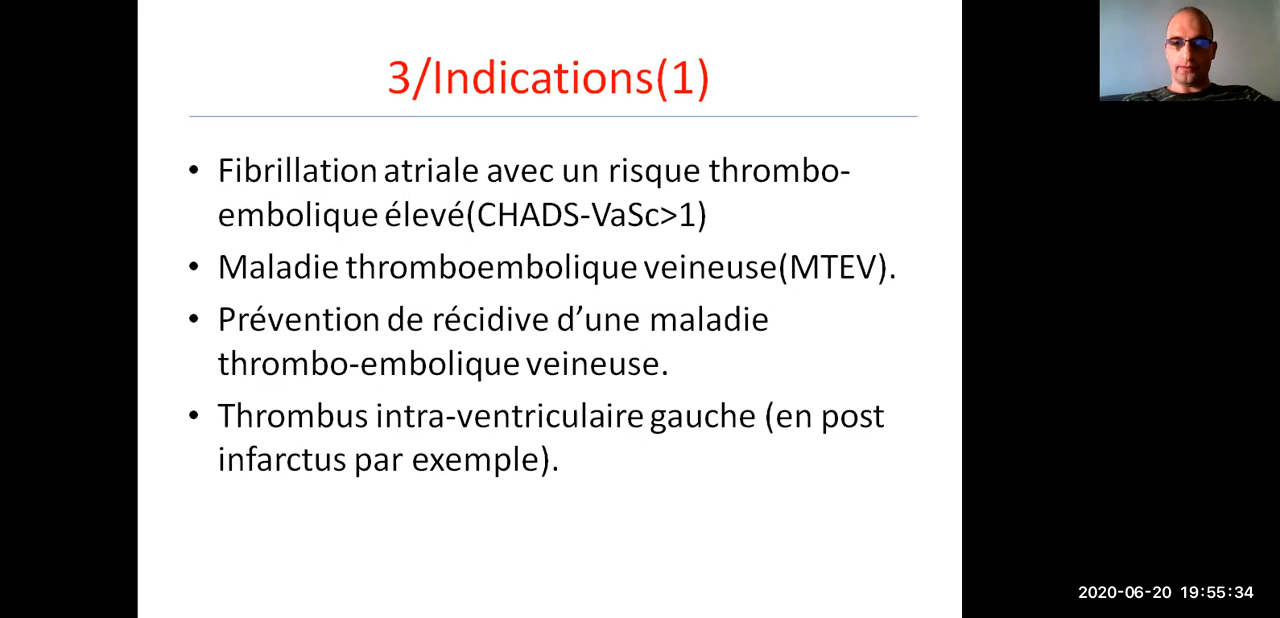 3/Indications(1)
• Fibrillation atriale avec un risque thrombo-
embolique élevé(CHADS-VaSc>1)
• Maladie thromboembolique veineuse(MTEV).
• Prévention de récidive d’une maladie
thrombo-embolique veineuse.
• Thrombus intra-ventriculaire gauche (en post
infarctus par exemple).
2020-06-20 19:55:34